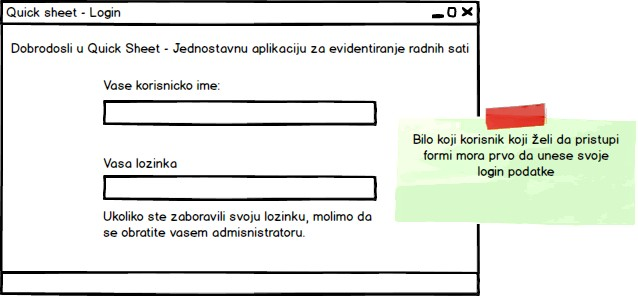 Quick sheet - Login
Dobrodosli u Quick Sheet - Jednostavnu aplikaciju za evidentiranje radnih sati
Vase korisnicko ime:
Bilo koji korisnik koji želi da pristupi
formi mora prvo da unese svoje
login podatke
Vasa lozinka
Ukoliko ste zaboravili svoju lozinku, molimo da
se obratite vasem admisnistratoru.